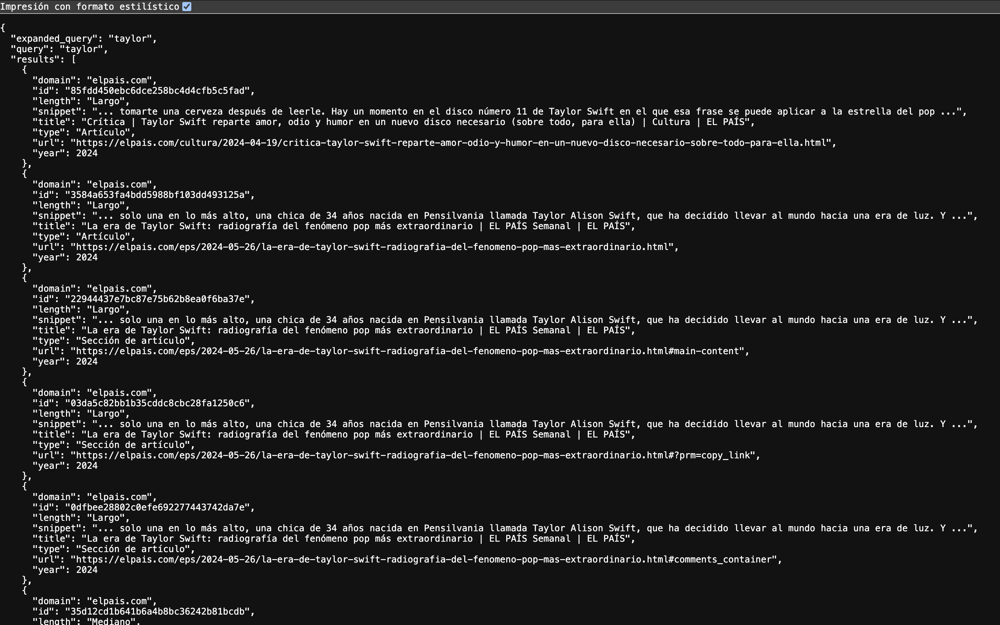 Impresión con formato estilístico
{
"expanded_query": "taylor",
"query": "taylor",
"results": [
{
"domain": "elpais.com",
"id": "85fdd450ebc6dce258bc4d4cfb5c5fad",
"length": "Largo",
"snippet": "... tomarte una cerveza después de leerle. Hay un momento en el disco número 11 de Taylor Swift en el que esa frase se puede aplicar a la estrella del pop ...",
"title": "Crítica | Taylor Swift reparte amor, odio y humor en un nuevo disco necesario (sobre todo, para ella) | Cultura | EL PAÍS",
"type": "Artículo",
"url": "https://elpais.com/cultura/2024-04-19/critica-taylor-swift-reparte-amor-odio-y-humor-en-un-nuevo-disco-necesario-sobre-todo-para-ella.html",
"year": 2024
},
{
"domain": "elpais.com",
"id": "3584a653fa4bdd5988bf103dd493125a",
"length": "Largo",
"snippet": "... solo una en lo más alto, una chica de 34 años nacida en Pensilvania llamada Taylor Alison Swift, que ha decidido llevar al mundo hacia una era de luz. Y ...",
"title": "La era de Taylor Swift: radiografía del fenómeno pop más extraordinario | EL PAÍS Semanal | EL PAÍS",
"type": "Artículo",
"url": "https://elpais.com/eps/2024-05-26/la-era-de-taylor-swift-radiografia-del-fenomeno-pop-mas-extraordinario.html",
"year": 2024
},
{
"domain": "elpais.com",
"id": "22944437e7bc87e75b62b8ea0f6ba37e",
"length": "Largo",
"snippet": "... solo una en lo más alto, una chica de 34 años nacida en Pensilvania llamada Taylor Alison Swift, que ha decidido llevar al mundo hacia una era de luz. Y ...",
"title": "La era de Taylor Swift: radiografía del fenómeno pop más extraordinario | EL PAÍS Semanal | EL PAÍS",
"type": "Sección de artículo",
"url": "https://elpais.com/eps/2024-05-26/la-era-de-taylor-swift-radiografia-del-fenomeno-pop-mas-extraordinario.html#main-content",
"year": 2024
},
{
"domain": "elpais.com",
"id": "03da5c82bb1b35cddc8cbc28fa1250c6",
"length": "Largo",
"snippet": "... solo una en lo más alto, una chica de 34 años nacida en Pensilvania llamada Taylor Alison Swift, que ha decidido llevar al mundo hacia una era de luz. Y ...",
"title": "La era de Taylor Swift: radiografía del fenómeno pop más extraordinario | EL PAÍS Semanal | EL PAÍS",
"type": "Sección de artículo",
"url": "https://elpais.com/eps/2024-05-26/la-era-de-taylor-swift-radiografia-del-fenomeno-pop-mas-extraordinario.html#?prm=copy_link",
"year": 2024
},
{
"domain": "elpais.com",
"id": "0dfbee28802c0efe692277443742da7e",
"length": "Largo",
"snippet": "... solo una en lo más alto, una chica de 34 años nacida en Pensilvania llamada Taylor Alison Swift, que ha decidido llevar al mundo hacia una era de luz. Y ...",
"title": "La era de Taylor Swift: radiografía del fenómeno pop más extraordinario | EL PAÍS Semanal | EL PAÍS",
"type": "Sección de artículo",
"url": "https://elpais.com/eps/2024-05-26/la-era-de-taylor-swift-radiografia-del-fenomeno-pop-mas-extraordinario.html#comments_container",
"year": 2024
},
{
"domain": "elpais.com",
"id": "35d12cd1b641b6a4b8bc36242b81bcdb",
"length": "Mediano",